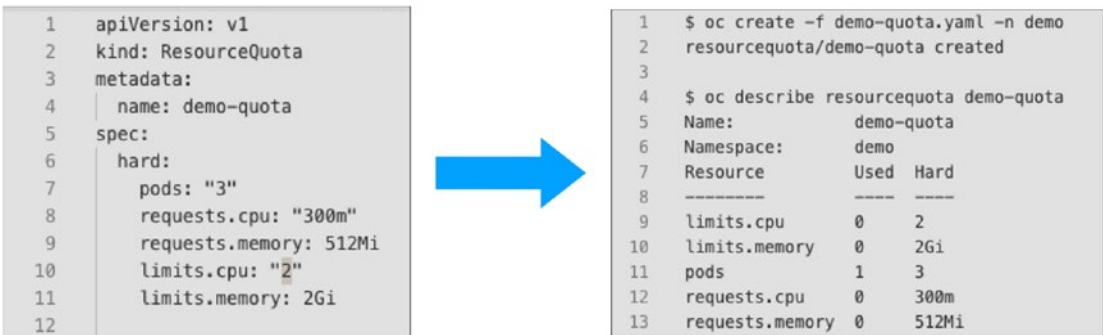 1 apiVersion: v1
2 kind: ResourceQuota
3 metadata:
4 name: demo-quota
5 spec:
6 hard:
7 pods: "3"
8 requests.cpu: "300m"
9 requests.memory: 512Mi
10 limits.cpu: "2"
11 limits.memory: 2Gi
12
1 $ oc create -f demo-quota.yaml -n demo
2 resourcequota/demo-quota created
3
4 $ oc describe resourcequota demo-quota
5 Name: demo-quota
6 Namespace: demo
7 Resource Used Hard
8 -------- ---- ----
9 limits.cpu 0 2
10 limits.memory 0 2Gi
11 pods 1 3
12 requests.cpu 0 300m
13 requests.memory 0 512Mi